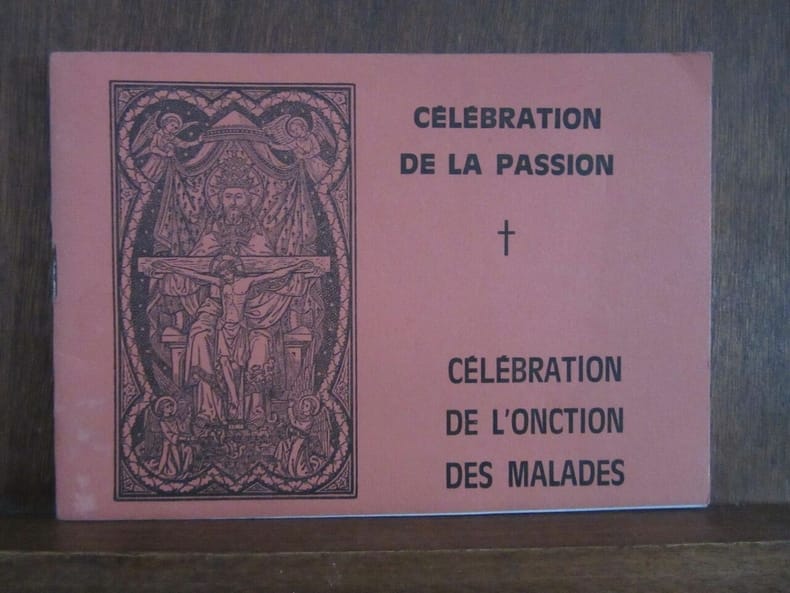 CÉLÉBRATION
DE LA PASSION
†
CÉLÉBRATION
DE L'ONCTION
DES MALADES